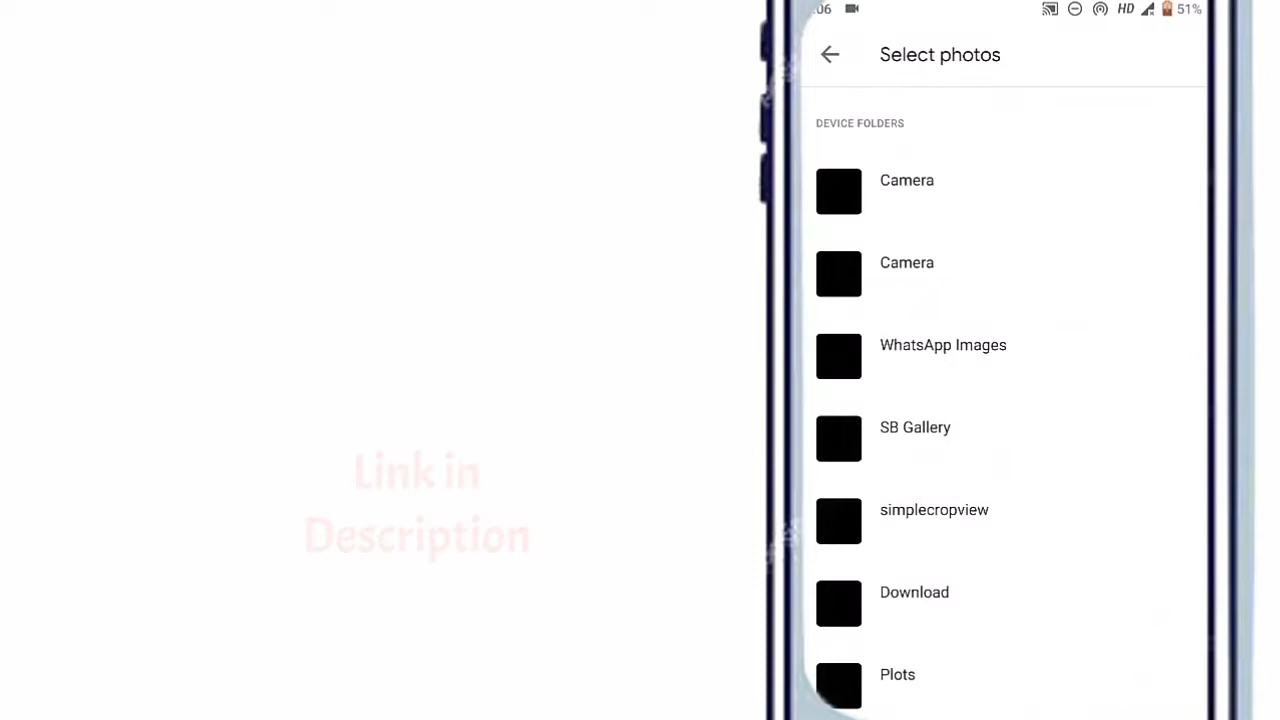 Link in
Description
:06 HD 51%
Select photos
DEVICE FOLDERS
Camera
Camera
WhatsApp Images
SB Gallery
simplecropview
Download
Plots